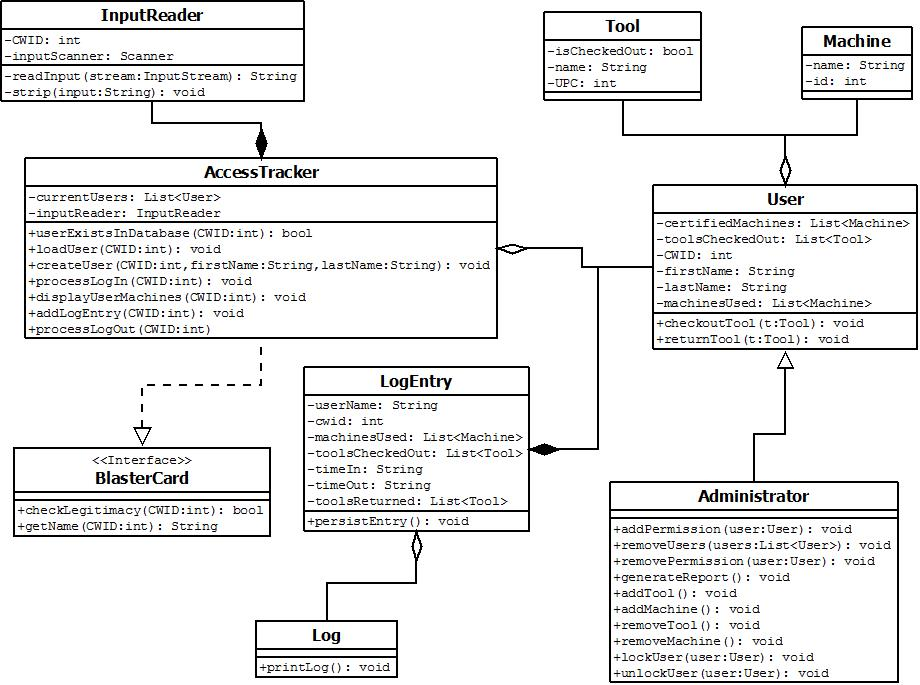 InputReader
-CWID: int
-inputScanner: Scanner
-readInput(stream:InputStream): String
-strip(input:String): void
Tool
-isCheckedOut: bool
-name: String
-UPC: int
Machine
-name: String
-id: int
AccessTracker
-currentUsers: List<User>
-inputReader: InputReader
+userExistsInDatabase(CWID:int): bool
+loadUser(CWID:int): void
+createUser(CWID:int,firstName:String,lastName:String): void
+processLogIn(CWID:int): void
+displayUserMachines(CWID:int): void
+addLogEntry(CWID:int): void
+processLogOut(CWID:int)
User
-certifiedMachines: List<Machine>
-toolsCheckedOut: List<Tool>
-CWID: int
-firstName: String
-lastName: String
-machinesUsed: List<Machine>
+checkoutTool(t:Tool): void
+returnTool(t:Tool): void
LogEntry
-userName: String
-cwid: int
-machinesUsed: List<Machine>
-toolsCheckedOut: List<Tool>
-timeIn: String
-timeOut: String
-toolsReturned: List<Tool>
+persistEntry(): void
<<Interface>>
BlasterCard
+checkLegitimacy(CWID:int): bool
+getName(CWID:int): String
Administrator
+addPermission(user:User): void
+removeUsers(users:List<User>): void
+removePermission(user:User): void
+generateReport(): void
+addTool(): void
+addMachine(): void
+removeTool(): void
+removeMachine(): void
+lockUser(user:User): void
+unlockUser(user:User): void
Log
+printLog(): void